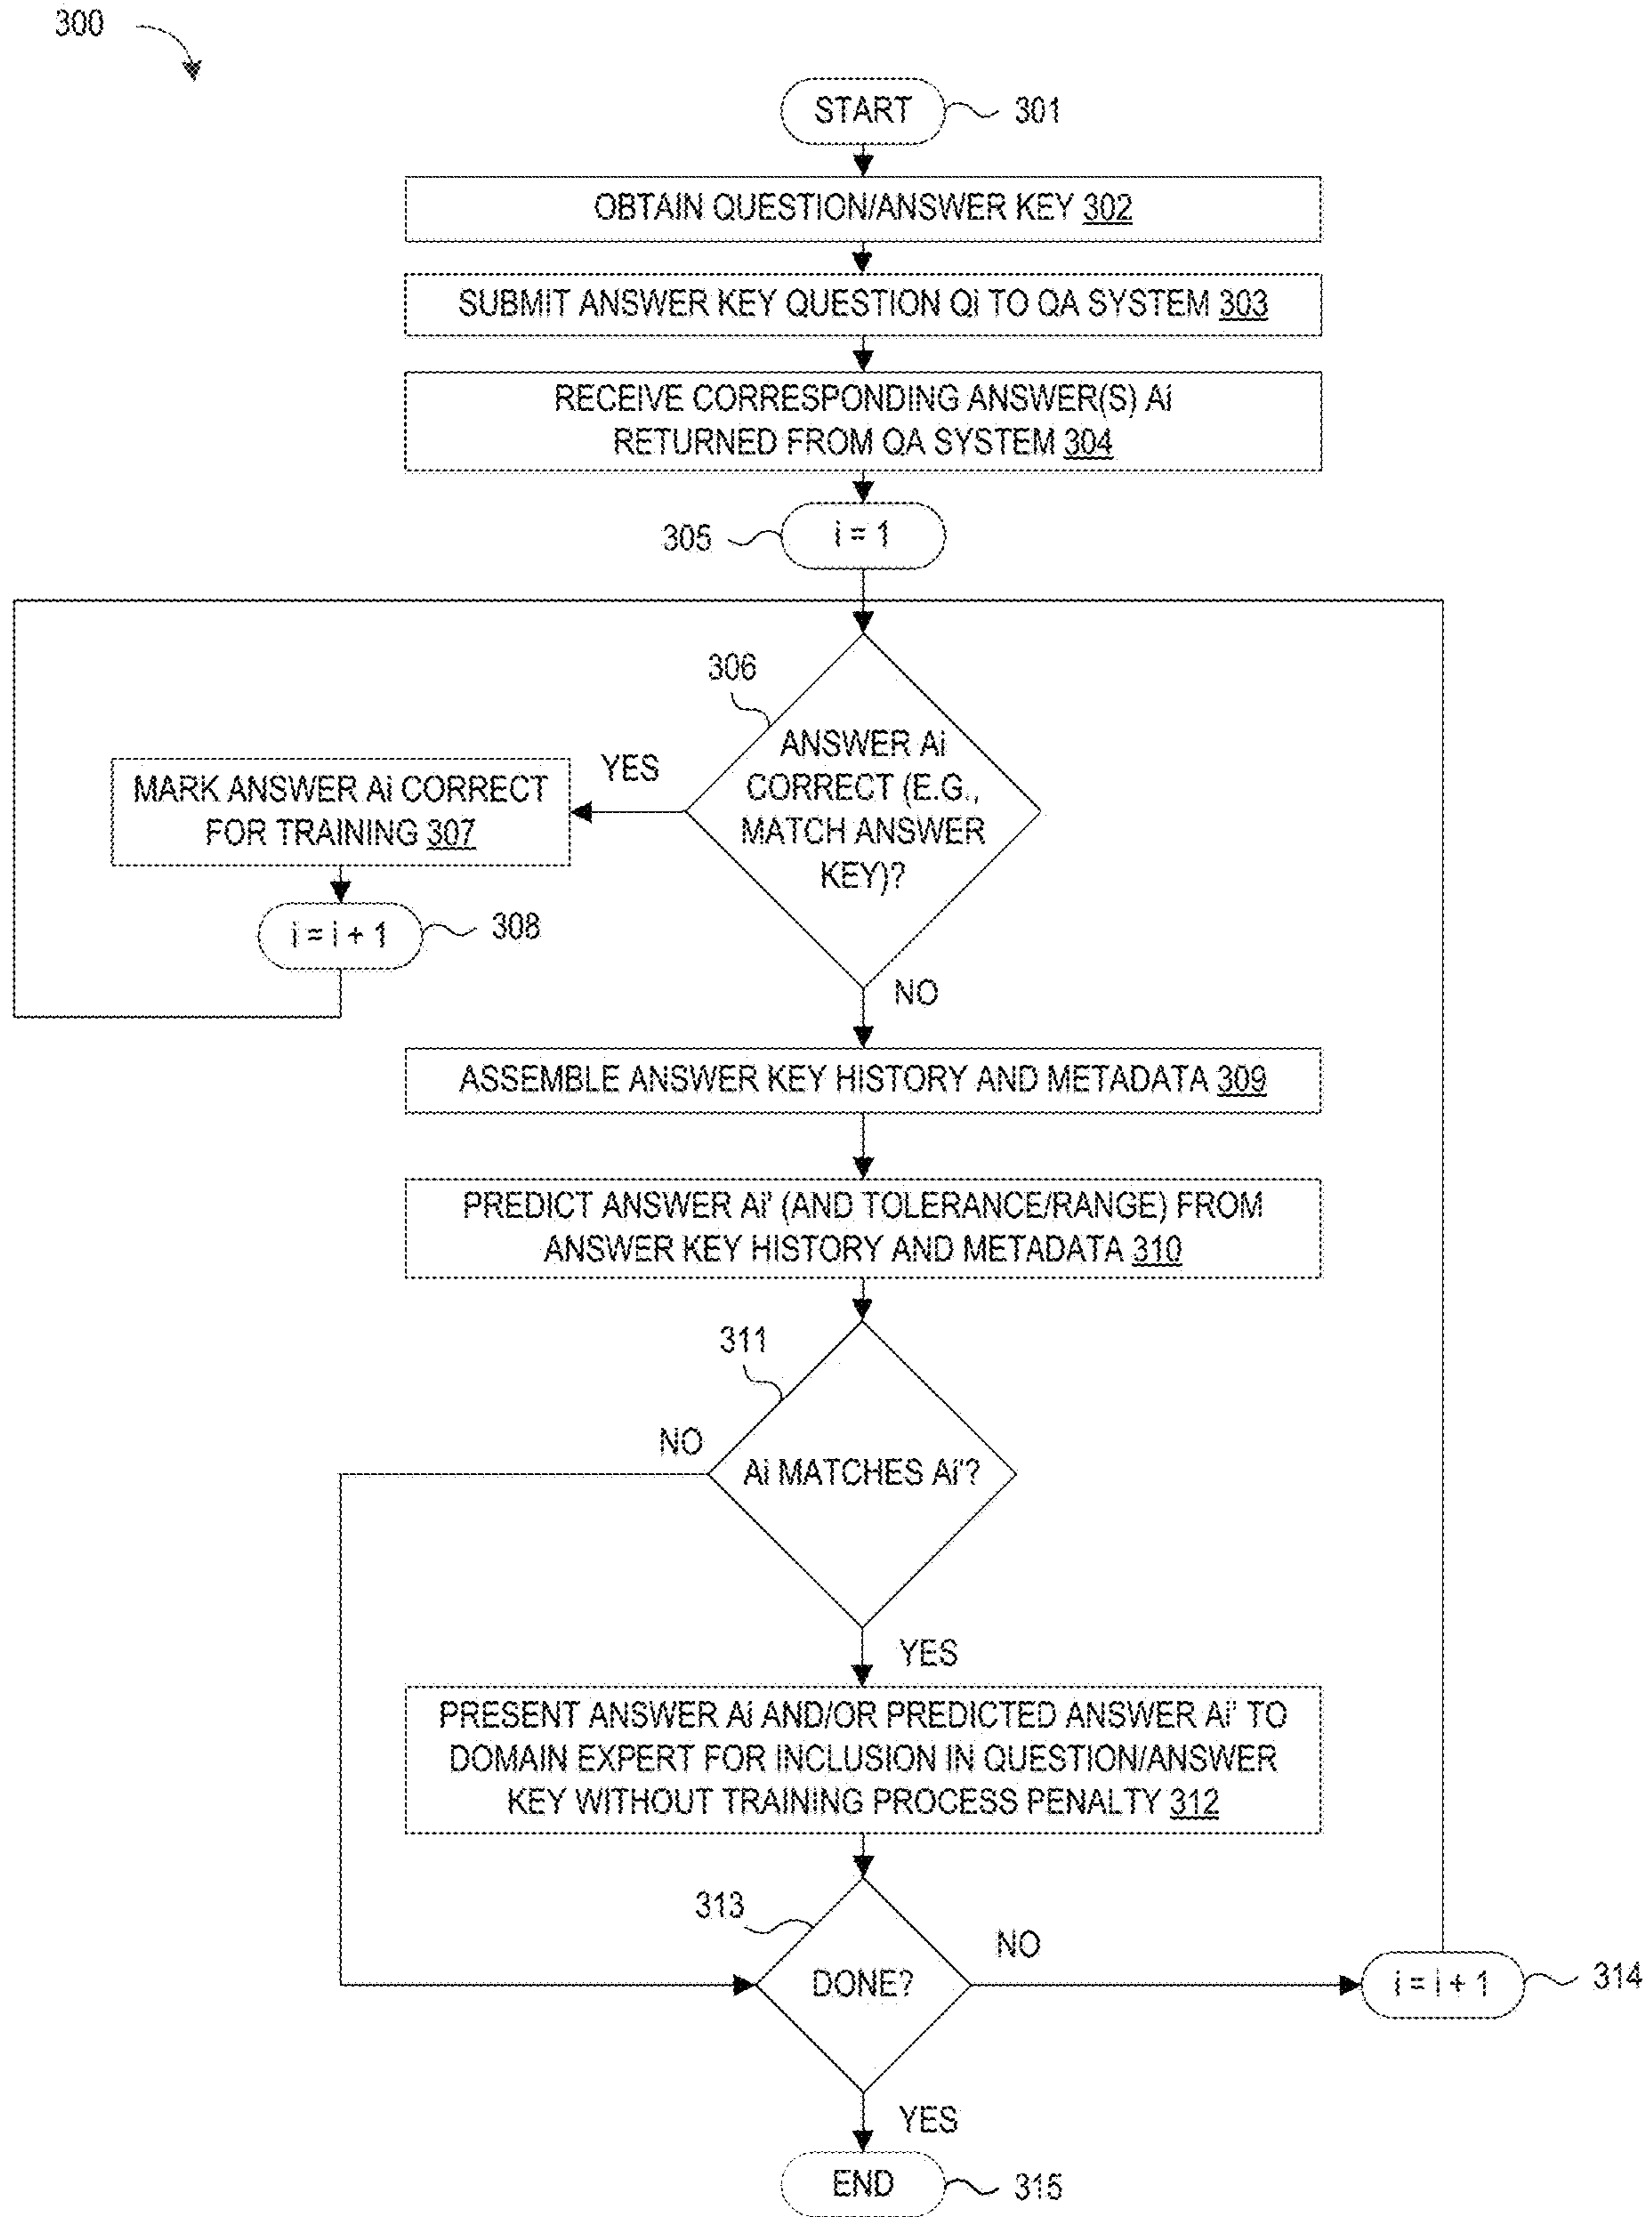 300
START 301
OBTAIN QUESTION/ANSWER KEY 302
SUBMIT ANSWER KEY QUESTION Qi TO QA SYSTEM 303
RECEIVE CORRESPONDING ANSWER(S) Ai
RETURNED FROM QA SYSTEM 304
305 i = 1
306
ANSWER Ai
CORRECT (E.G.,
MATCH ANSWER
KEY)?
YES
MARK ANSWER Ai CORRECT
FOR TRAINING 307
i = i + 1 308
NO
ASSEMBLE ANSWER KEY HISTORY AND METADATA 309
PREDICT ANSWER Ai' (AND TOLERANCE/RANGE) FROM
ANSWER KEY HISTORY AND METADATA 310
311
NO
Ai MATCHES Ai'?
YES
PRESENT ANSWER Ai AND/OR PREDICTED ANSWER Ai' TO
DOMAIN EXPERT FOR INCLUSION IN QUESTION/ANSWER
KEY WITHOUT TRAINING PROCESS PENALTY 312
313
DONE?
NO
i = i + 1 314
YES
END 315